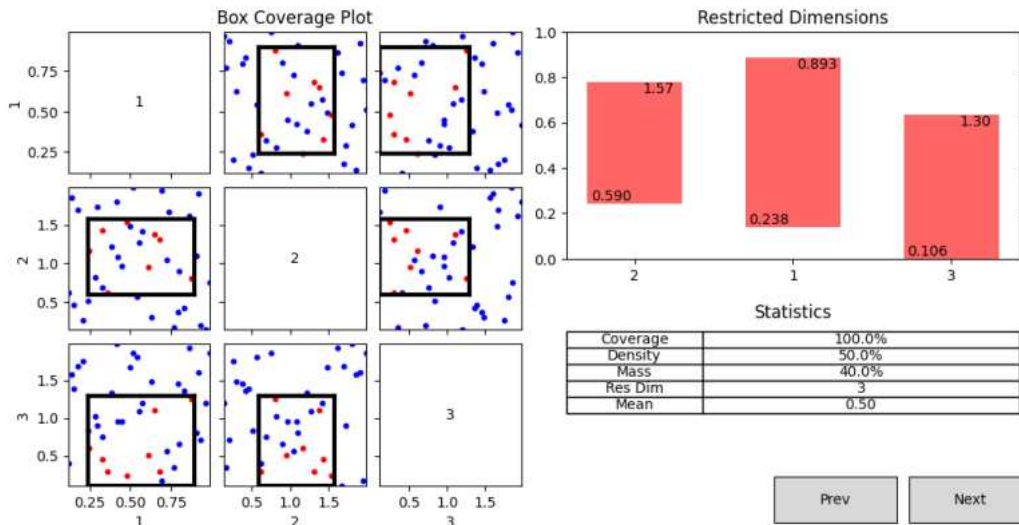 Box Coverage Plot
1
0.75
0.50
0.25
1
2
1.5
1.0
0.5
2
3
1.5
1.0
0.5
3
0.25 0.50 0.75
1
0.5 1.0 1.5
2
0.5 1.0 1.5
3
Restricted Dimensions
1.0
0.8
0.6
0.4
0.2
0.0
1.57
0.590
0.893
0.238
1.30
0.106
2 1 3
Statistics
Coverage 100.0%
Density 50.0%
Mass 40.0%
Res Dim 3
Mean 0.50
Prev Next